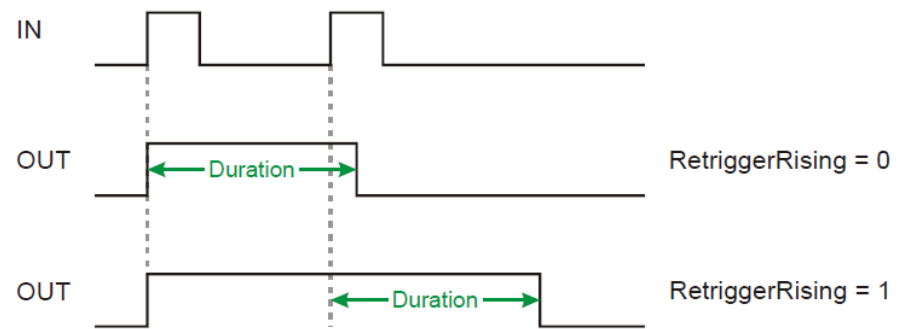 IN
OUT
Duration
RetriggerRising = 0
OUT
Duration
RetriggerRising = 1